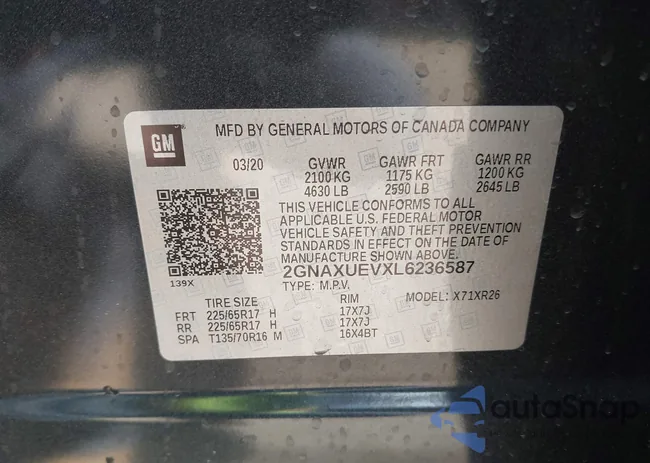 GM
MFD BY GENERAL MOTORS OF CANADA COMPANY
03/20 GVWR GAWR FRT GAWR RR
2100 KG 1175 KG 1200 KG
4630 LB 2590 LB 2645 LB
THIS VEHICLE CONFORMS TO ALL
APPLICABLE U.S. FEDERAL MOTOR
VEHICLE SAFETY AND THEFT PREVENTION
STANDARDS IN EFFECT ON THE DATE OF
MANUFACTURE SHOWN ABOVE.
2GNAXUEVXL6236587
139X
TYPE: M.P.V. MODEL: X71XR26
TIRE SIZE RIM
FRT 225/65R17 H 17X7J
RR 225/65R17 H 17X7J
SPA T135/70R16 M 16X4BT
autoSnap